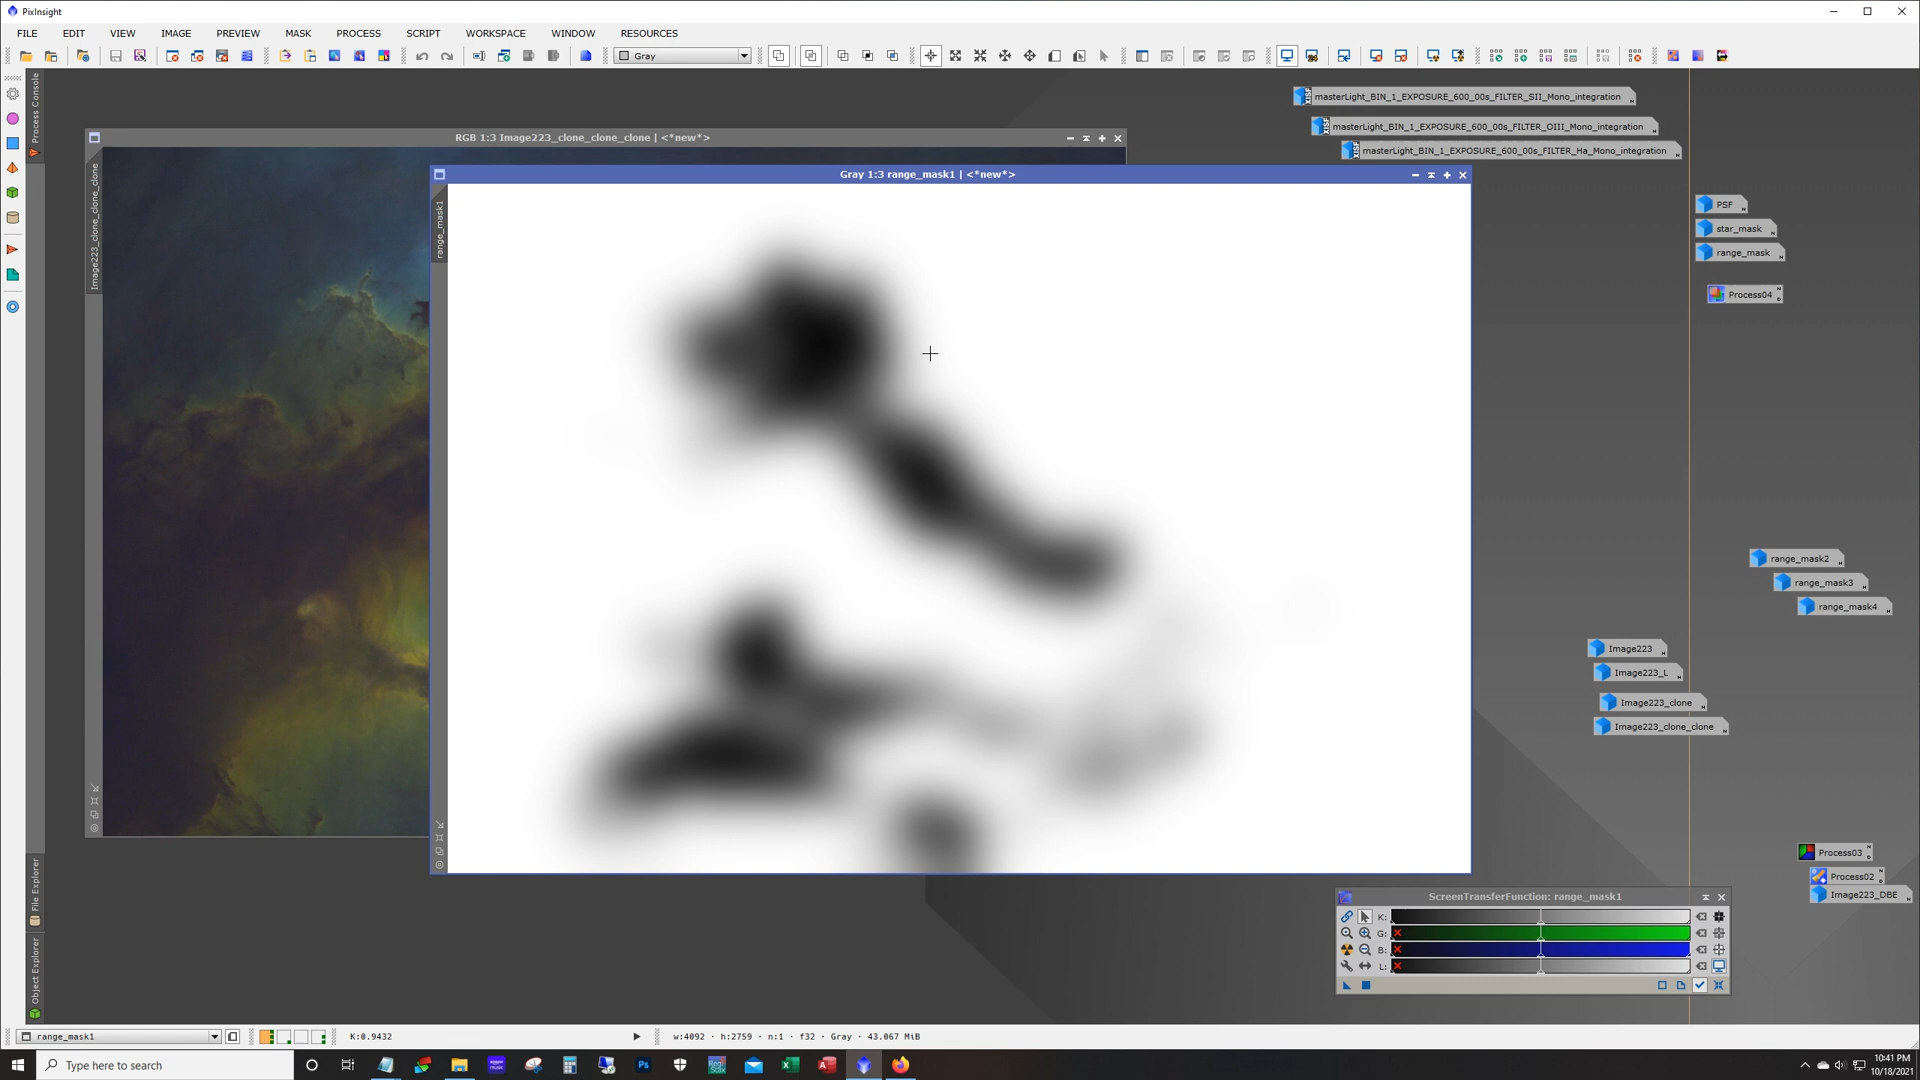 PixInsight
FILE EDIT VIEW IMAGE PREVIEW MASK PROCESS SCRIPT WORKSPACE WINDOW RESOURCES
Gray
Process Console
masterLight_BIN_1_EXPOSURE_600_00s_FILTER_SII_Mono_integration
masterLight_BIN_1_EXPOSURE_600_00s_FILTER_OIII_Mono_integration
masterLight_BIN_1_EXPOSURE_600_00s_FILTER_Ha_Mono_integration
RGB 1:3 Image223_clone_clone_clone | <*new*>
Image223_clone_clone_clone
Gray 1:3 range_mask1 | <*new*>
range_mask1
PSF
star_mask
range_mask
Process04
range_mask2
range_mask3
range_mask4
Image223
Image223_L
Image223_clone
Image223_clone_clone
Process03
Process02
Image223_DBE
File Explorer
Object Explorer
ScreenTransferFunction: range_mask1
K:
G:
B:
L:
range_mask1
K:0.9432
w:4092 · h:2759 · n:1 · f32 · Gray · 43.067 MiB
Type here to search
Ps
10:41 PM
10/18/2021